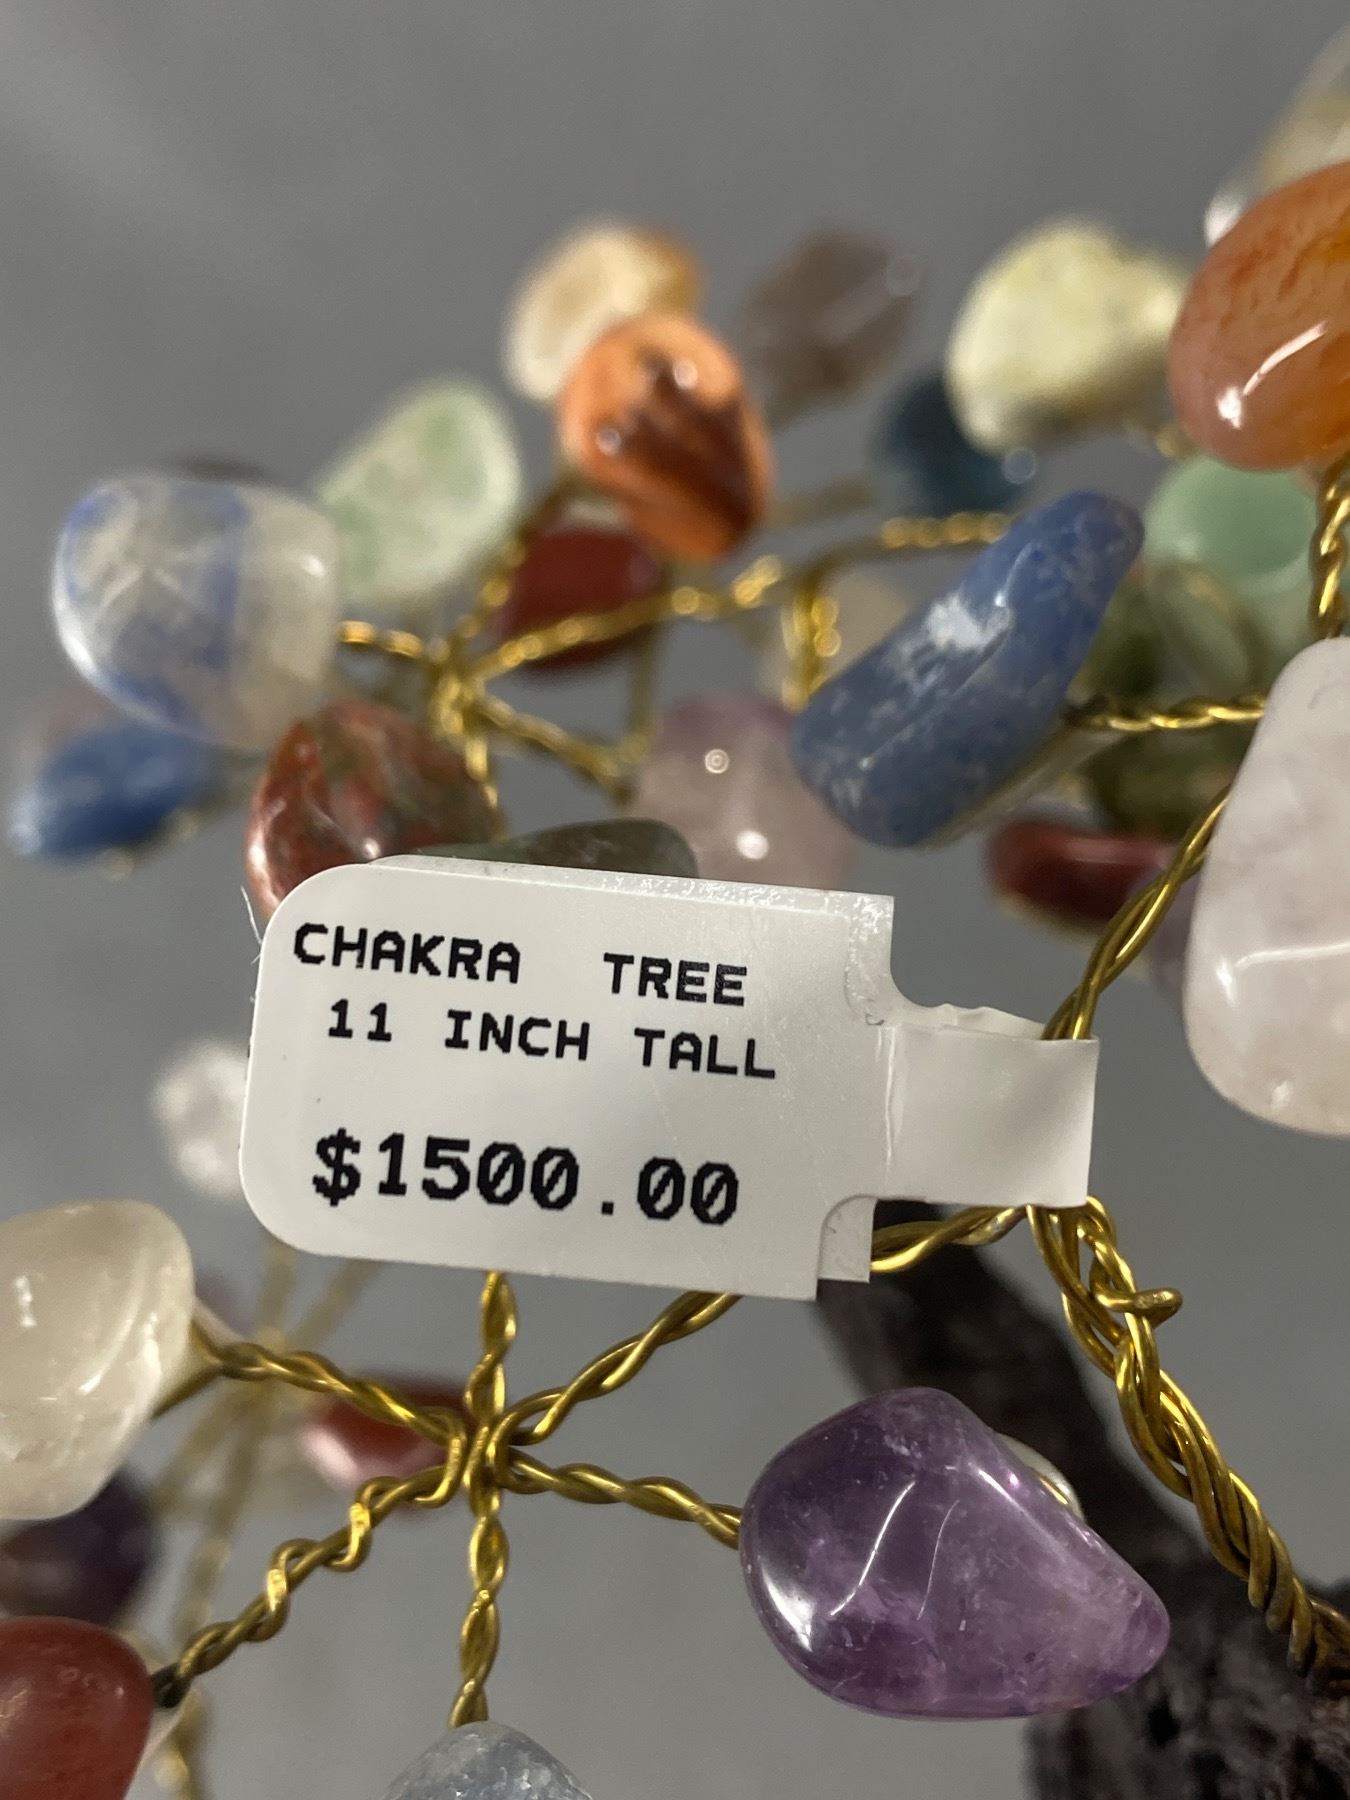 CHAKRA TREE
11 INCH TALL
$1500.00